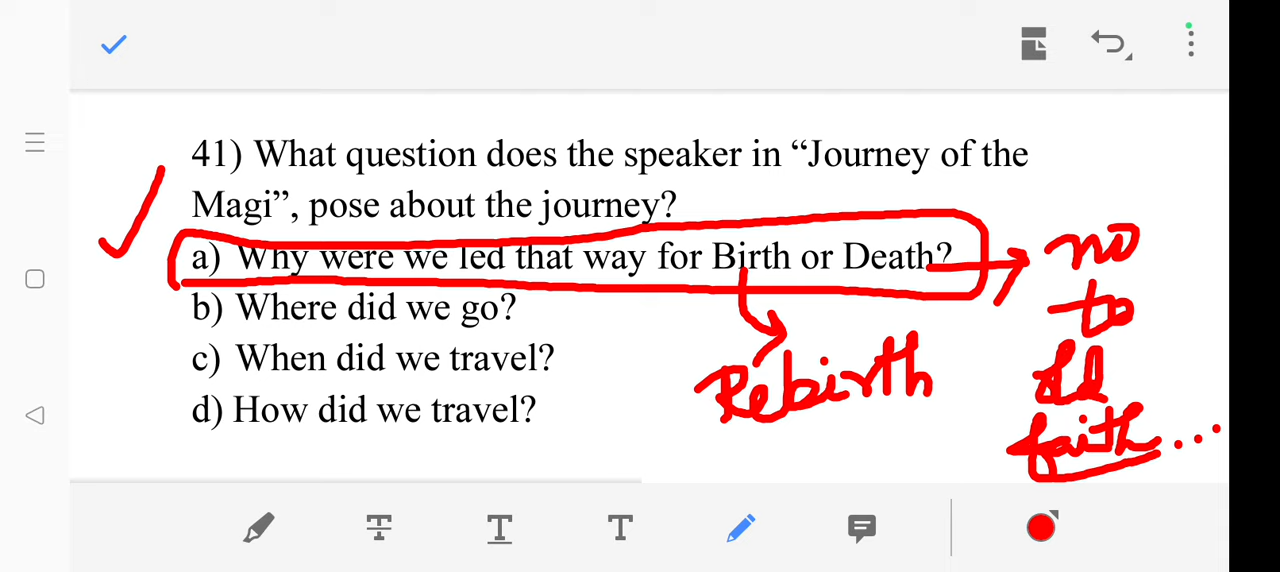 41) What question does the speaker in “Journey of the
Magi”, pose about the journey?
a) Why were we led that way for Birth or Death?
b) Where did we go?
c) When did we travel?
d) How did we travel?
Rebirth
no
to
old
faith...